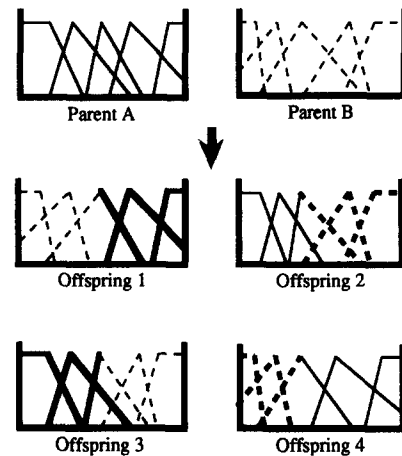 Parent A
Parent B
Offspring 1
Offspring 2
Offspring 3
Offspring 4